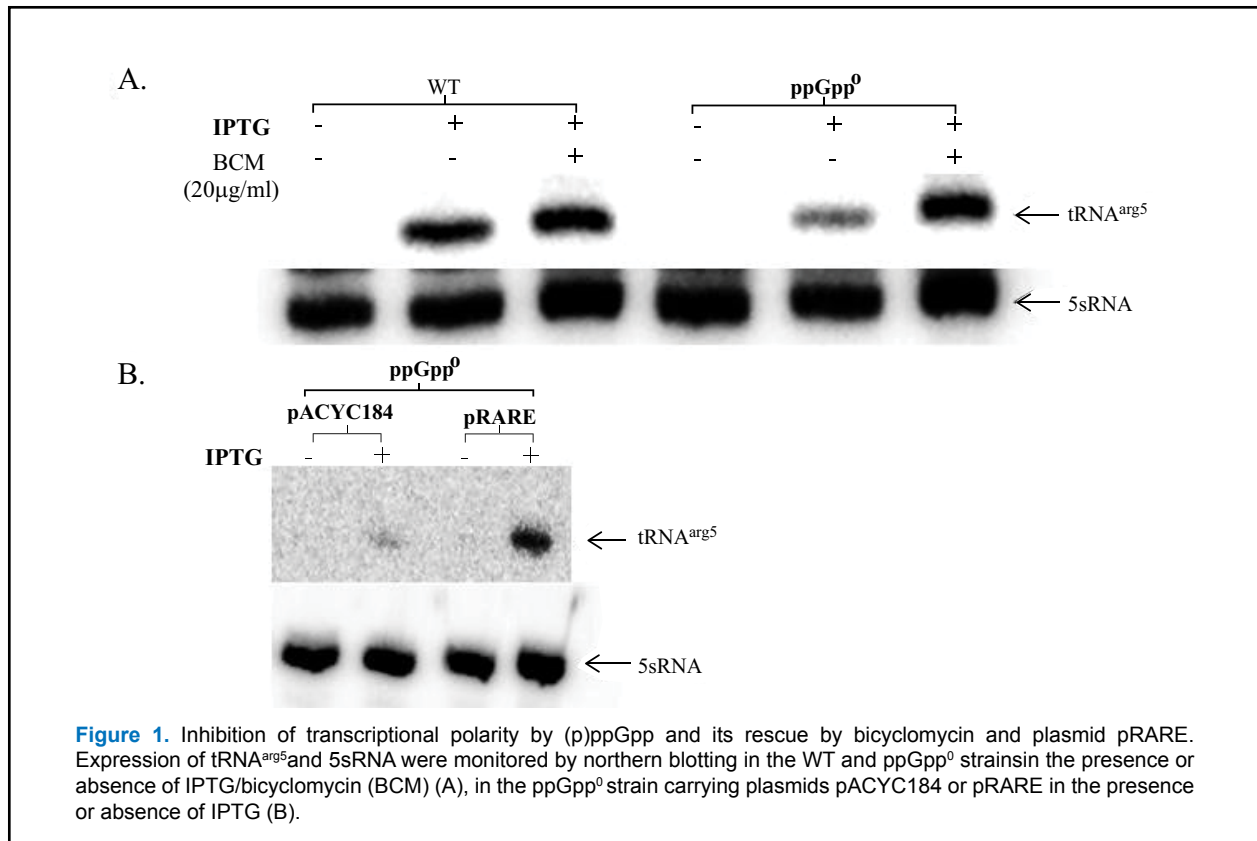 A.
WT
ppGpp⁰
IPTG - + + - + +
BCM - - + - - +
(20µg/ml)
tRNAᵃʳᵍ⁵
5sRNA
B.
ppGpp⁰
pACYC184 pRARE
IPTG - + - +
tRNAᵃʳᵍ⁵
5sRNA
Figure 1. Inhibition of transcriptional polarity by (p)ppGpp and its rescue by bicyclomycin and plasmid pRARE.
Expression of tRNAᵃʳᵍ⁵and 5sRNA were monitored by northern blotting in the WT and ppGpp⁰ strainsin the presence or
absence of IPTG/bicyclomycin (BCM) (A), in the ppGpp⁰ strain carrying plasmids pACYC184 or pRARE in the presence
or absence of IPTG (B).